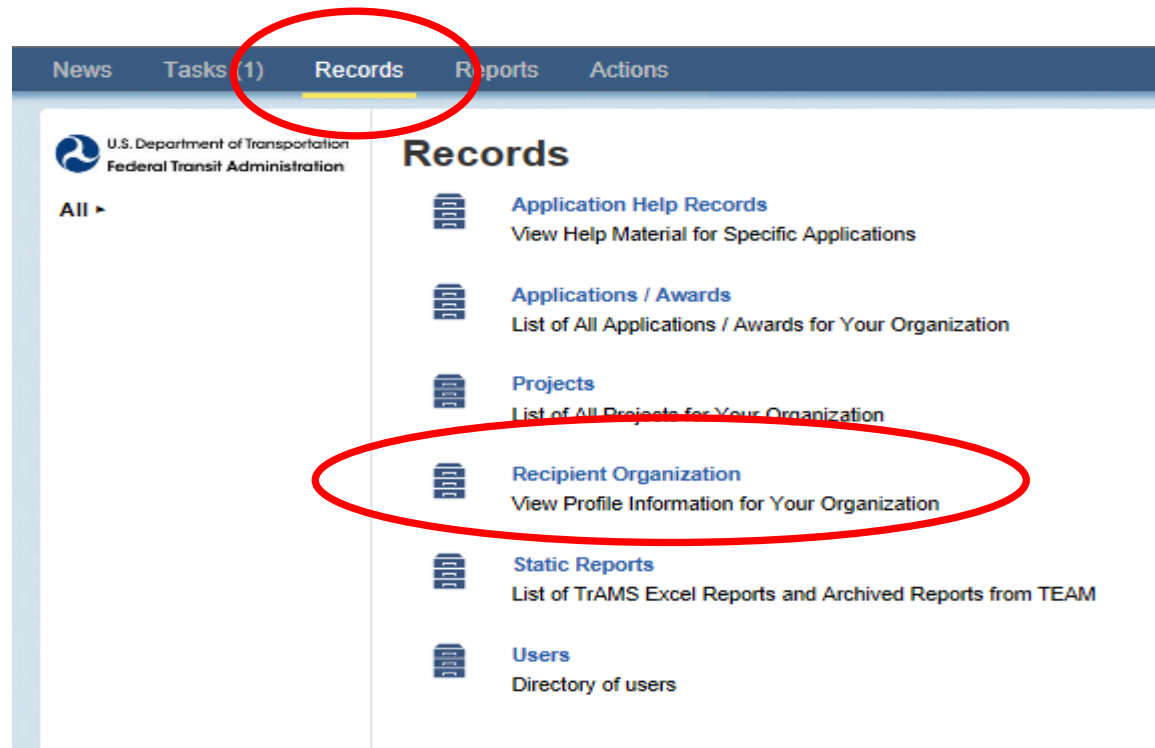 News Tasks (1) Records Reports Actions
U.S. Department of Transportation
Federal Transit Administration
All ►
Records
Application Help Records
View Help Material for Specific Applications
Applications / Awards
List of All Applications / Awards for Your Organization
Projects
List of All Projects for Your Organization
Recipient Organization
View Profile Information for Your Organization
Static Reports
List of TrAMS Excel Reports and Archived Reports from TEAM
Users
Directory of users